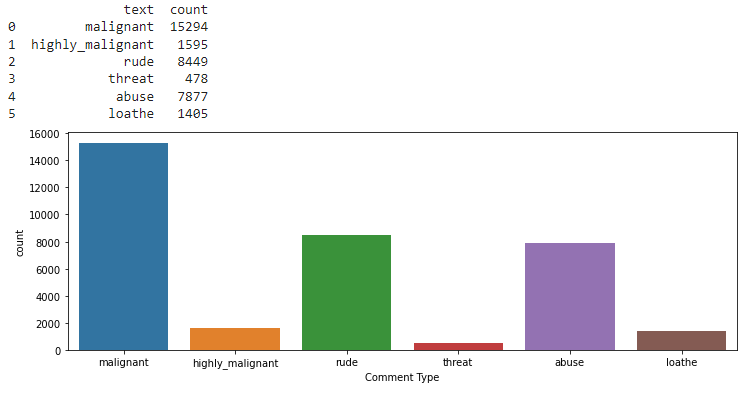 text count
0 malignant 15294
1 highly_malignant 1595
2 rude 8449
3 threat 478
4 abuse 7877
5 loathe 1405
16000
14000
12000
10000
8000
6000
4000
2000
0
count
malignant highly_malignant rude threat abuse loathe
Comment Type